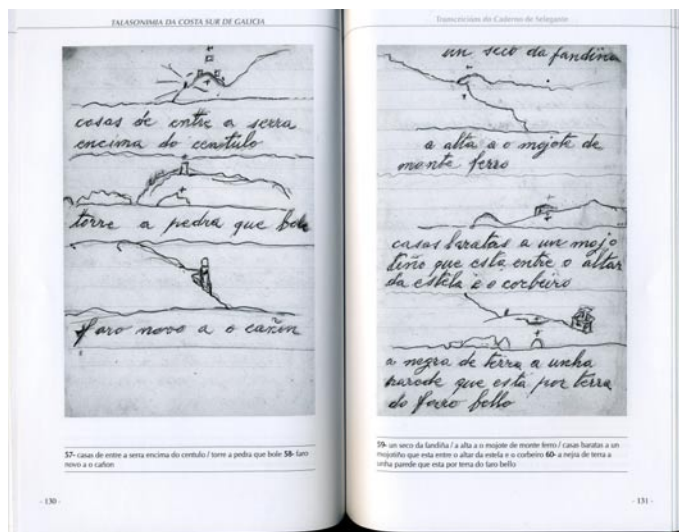 TALASONIMIA DA COSTA SUR DE GALICIA
casas de entre a serra
encima do centulo
torre a pedra que bole
faro novo a o cañin
57- casas de entre a serra encima do centulo / torre a pedra que bole 58- faro
novo a o cañon
- 130 -
Transcricións do Caderno de Selegante
un seco da fandiña
a alta a o mojote de
monte ferro
casas baratas a un mojo
tiño que esta entre o altar
da estela e o corbeiro
a negra de terra a unha
parede que esta por terra
do faro bello
59- un seco da fandiña / a alta a o mojote de monte ferro / casas baratas a un
mojotiño que esta entre o altar da estela e o corbeiro 60- a nejra de terra a
unha parede que esta por terra do faro bello
- 131 -